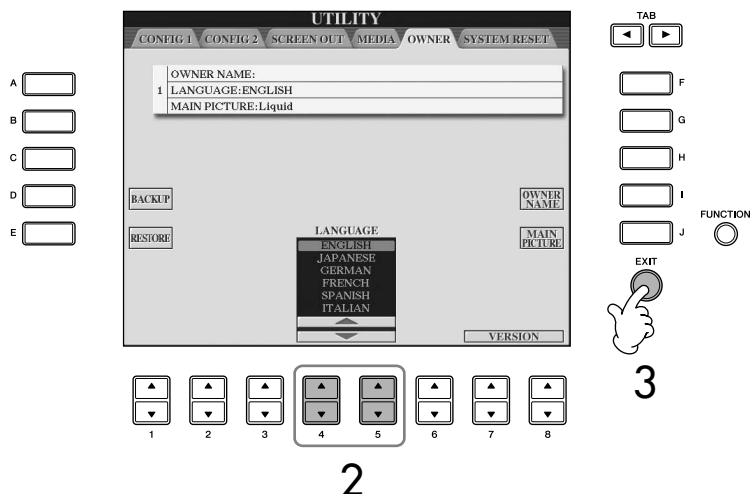 UTILITY
CONFIG 1 CONFIG 2 SCREEN OUT MEDIA OWNER SYSTEM RESET
TAB
OWNER NAME:
1 LANGUAGE:ENGLISH
MAIN PICTURE:Liquid
A
B
C
D
E
F
G
H
I
J
BACKUP
OWNER
NAME
RESTORE
MAIN
PICTURE
LANGUAGE
ENGLISH
JAPANESE
GERMAN
FRENCH
SPANISH
ITALIAN
VERSION
FUNCTION
EXIT
3
1 2 3 4 5 6 7 8
2